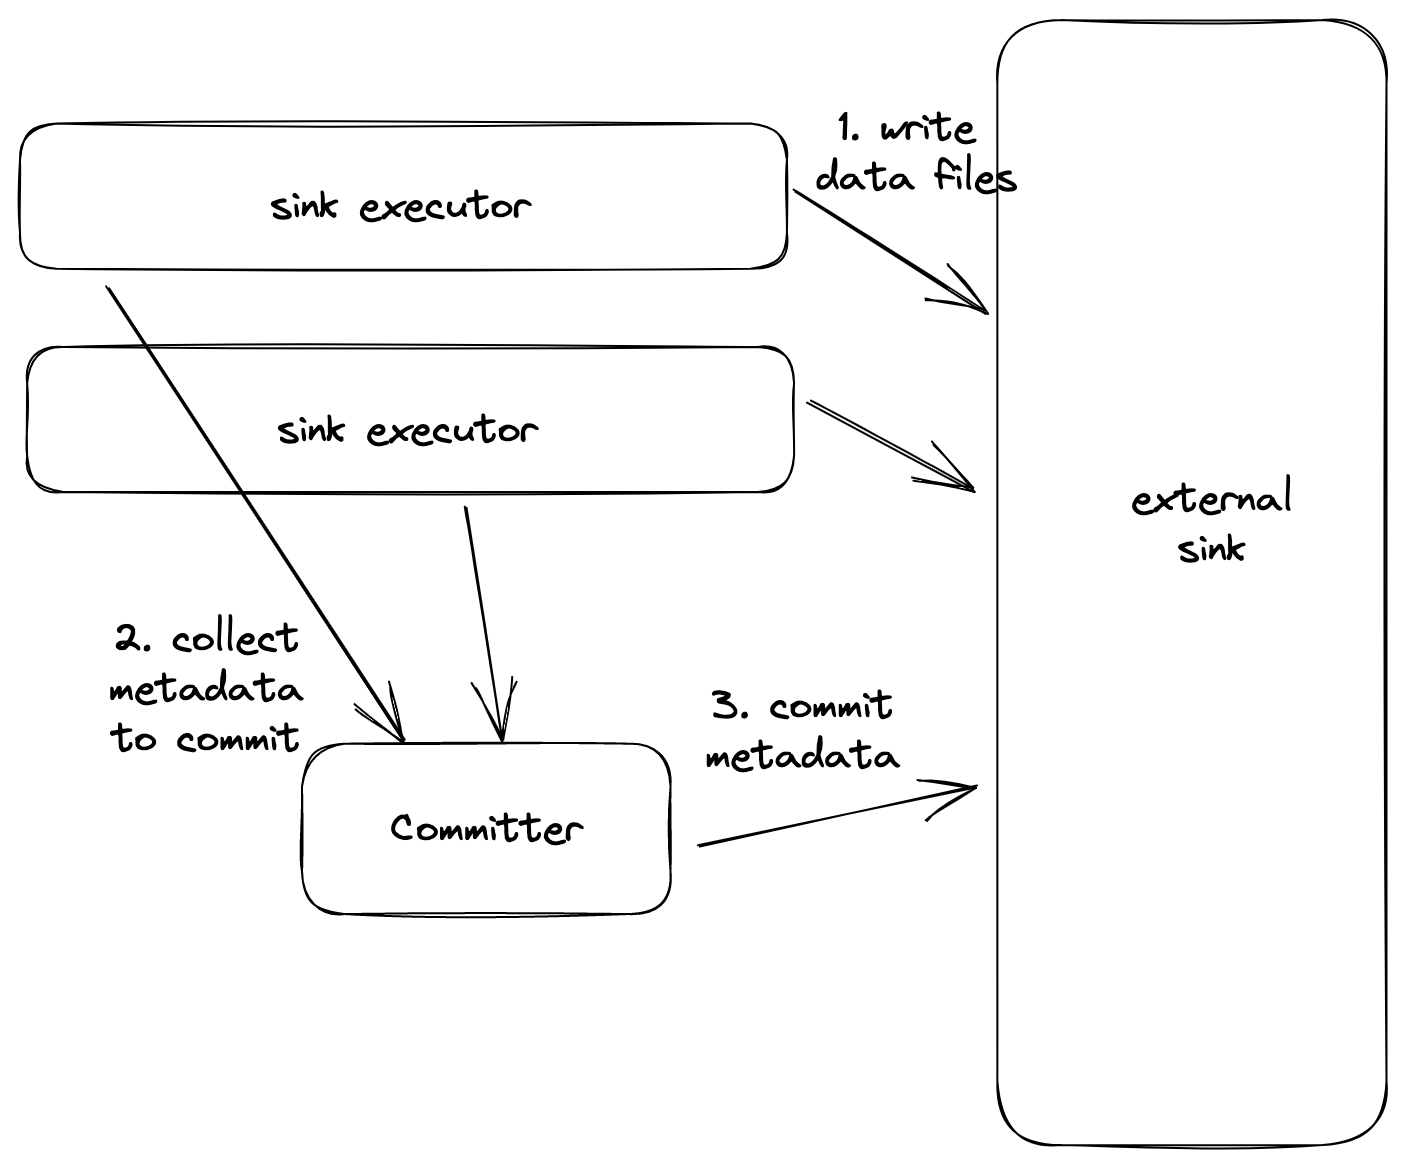 1. write
data files
sink executor
sink executor
external
sink
2. collect
metadata
to commit
3. commit
metadata
Committer